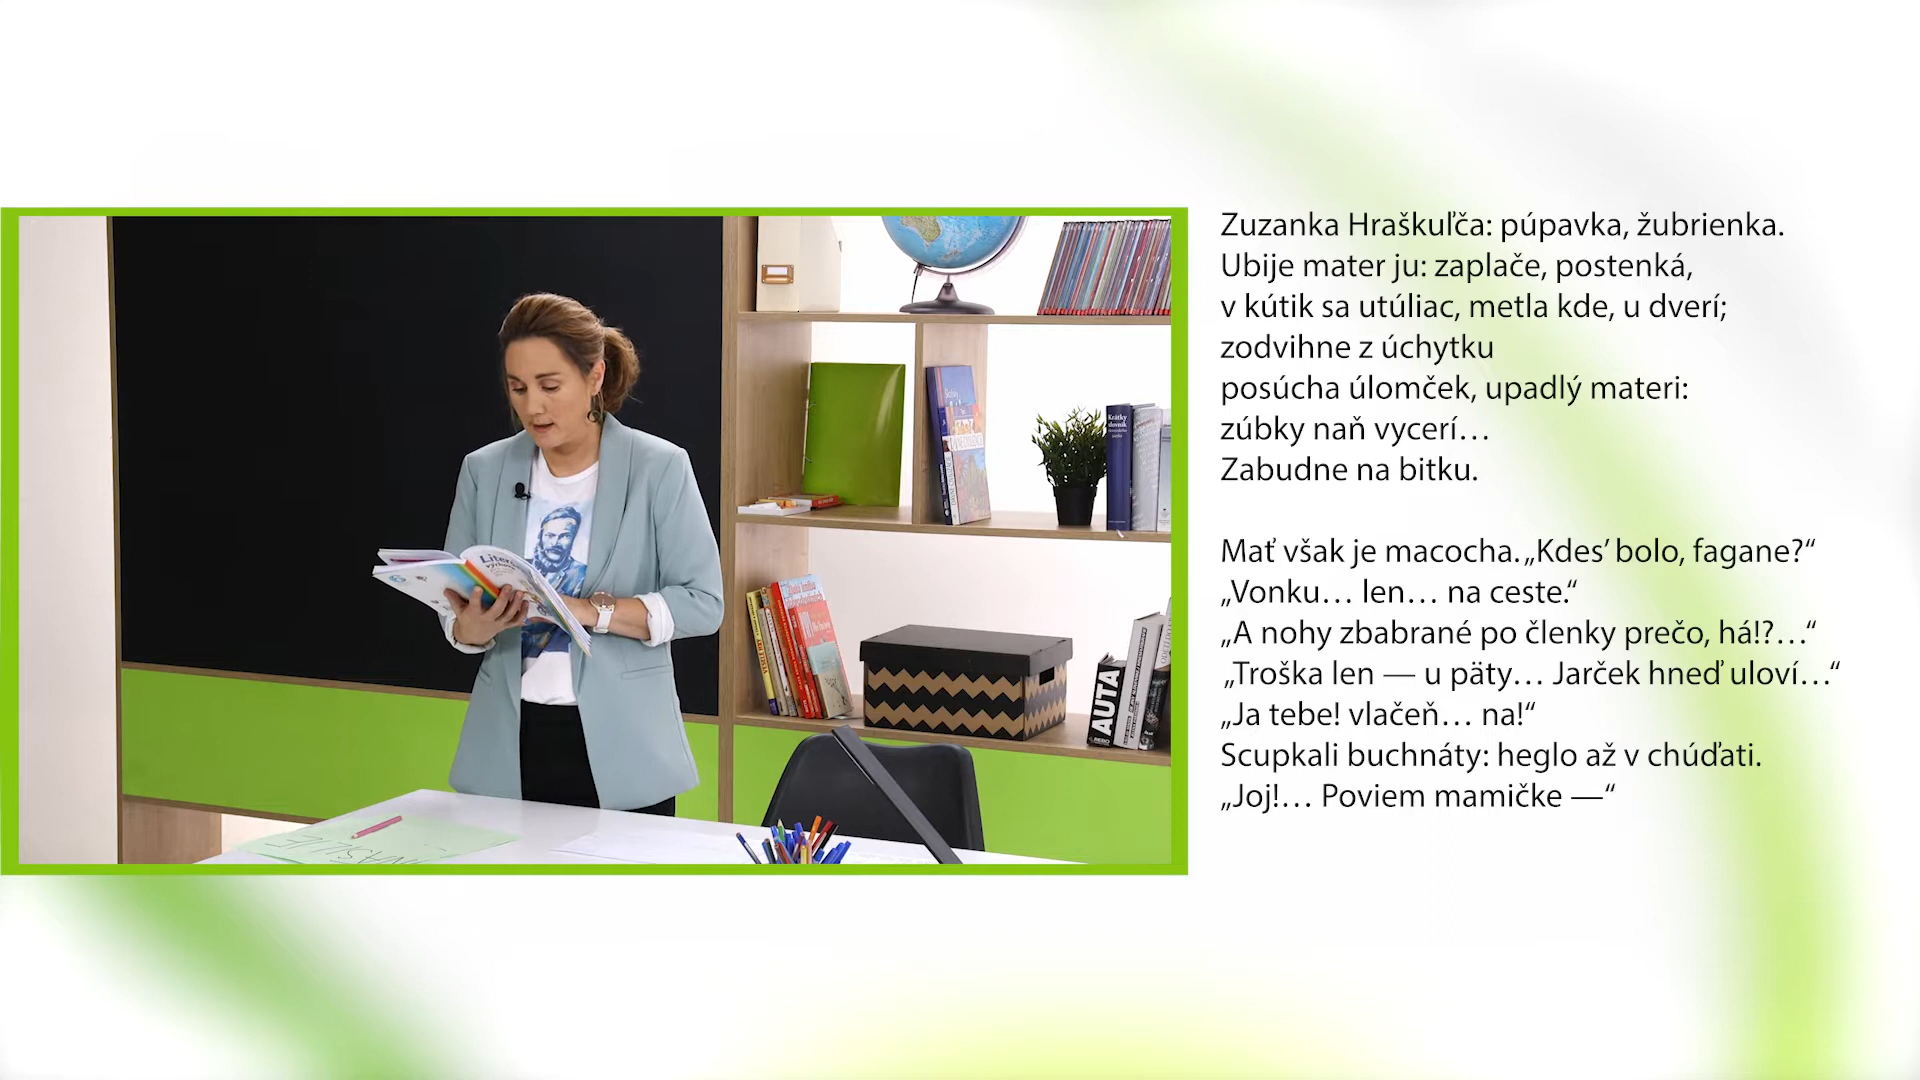 Zuzanka Hraškuľča: púpavka, žubrienka.
Ubije mater ju: zaplače, postenká,
v kútik sa utúliac, metla kde, u dverí;
zodvihne z úchytku
posúcha úlomček, upadlý materi:
zúbky naň vycerí…
Zabudne na bitku.
Mať však je macocha. „Kdes’ bolo, fagane?“
„Vonku… len… na ceste.“
„A nohy zbabrané po členky prečo, há!?…“
„Troška len — u päty… Jarček hneď uloví…“
„Ja tebe! vlačeň… na!“
Scupkali buchnáty: heglo až v chúďati.
„Joj!… Poviem mamičke —“
Krátky
slovník
AUTA